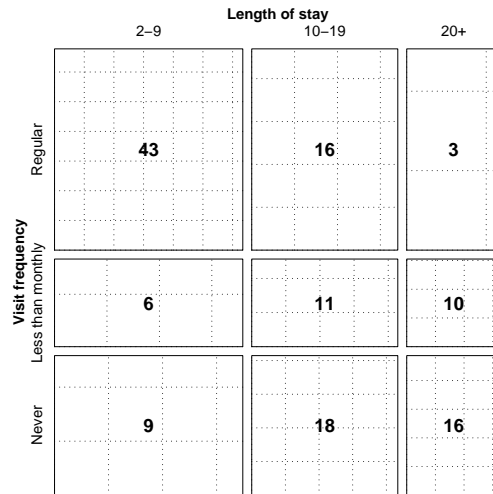 Length of stay
2–9 10–19 20+
Visit frequency
Regular
43 16 3
Less than monthly
6 11 10
Never
9 18 16